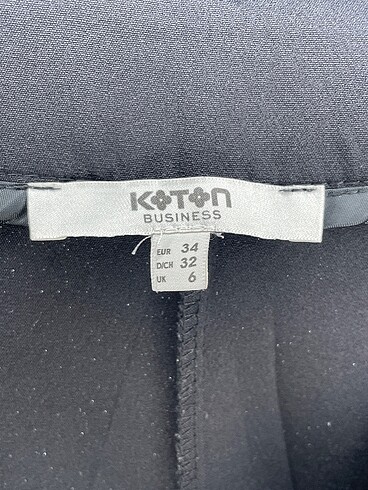 KOTON
BUSINESS
EUR 34
D/CH 32
UK 6